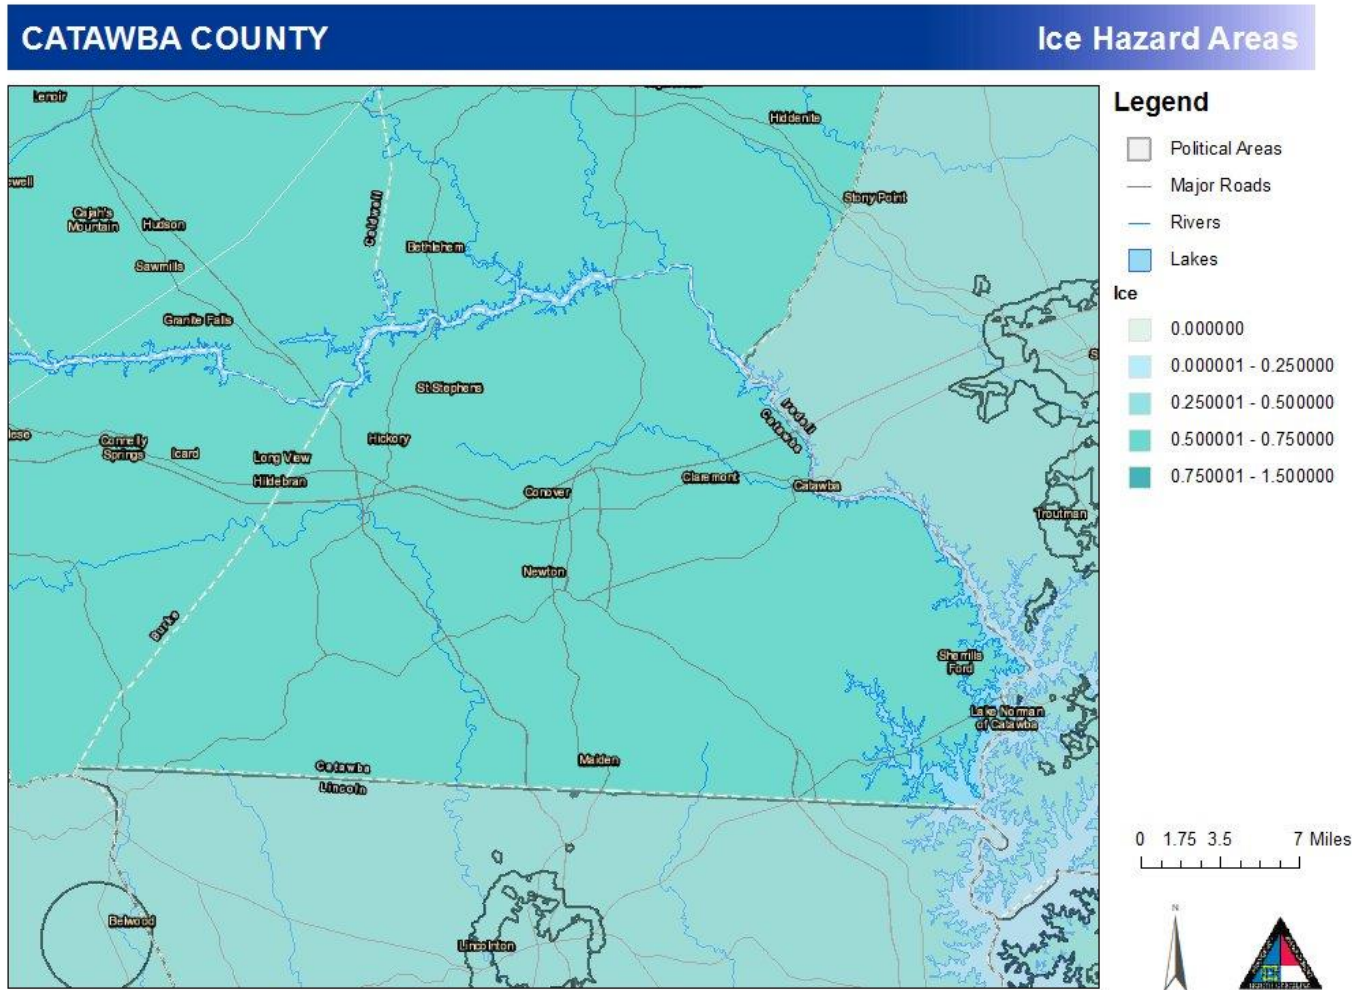 CATAWBA COUNTY
Ice Hazard Areas
Lenoir
Hiddenite
Cajah's
Mountain
Hudson
Caldwell
Stony Point
Bethlehem
Sawmills
Granite Falls
St Stephens
Iredell
Catawba
Hickory
Connelly
Springs
Icard
Long View
Hildebran
Conover
Claremont
Catawba
Troutman
Newton
Burke
Sherrills
Ford
Lake Norman
of Catawba
Maiden
Catawba
Lincoln
Belwood
Lincolnton
Legend
Political Areas
Major Roads
Rivers
Lakes
Ice
0.000000
0.000001 - 0.250000
0.250001 - 0.500000
0.500001 - 0.750000
0.750001 - 1.500000
0 1.75 3.5 7 Miles
N